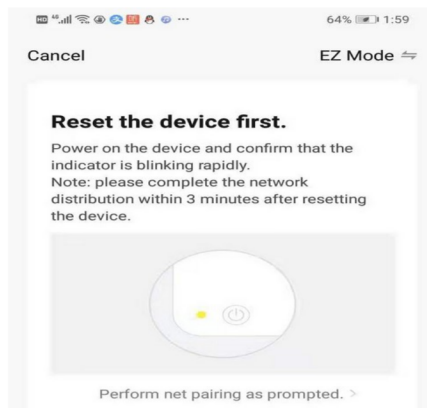 HD 4G 64% 1:59
Cancel EZ Mode
Reset the device first.
Power on the device and confirm that the
indicator is blinking rapidly.
Note: please complete the network
distribution within 3 minutes after resetting
the device.
Perform net pairing as prompted. >